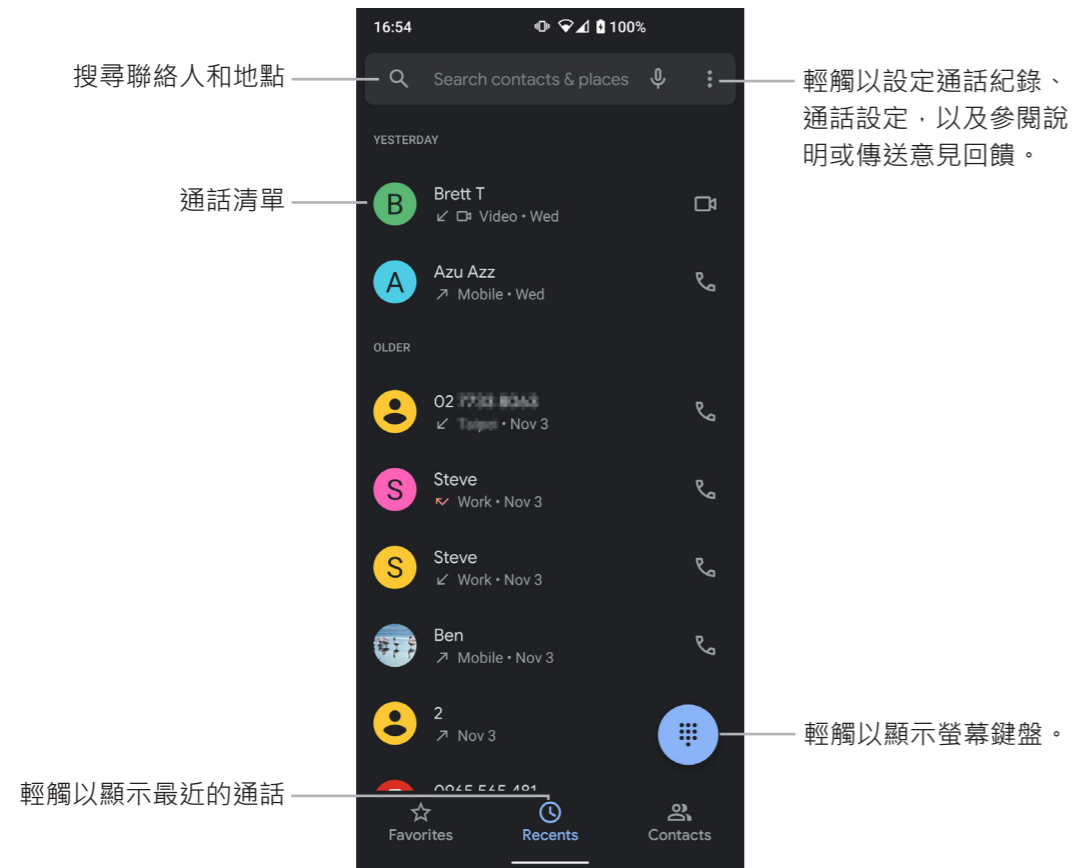 16:54
100%
搜尋聯絡人和地點
Search contacts & places
輕觸以設定通話紀錄、
通話設定，以及參閱說
明或傳送意見回饋。
YESTERDAY
通話清單
B
Brett T
Video • Wed
A
Azu Azz
Mobile • Wed
OLDER
02
• Nov 3
S
Steve
Work • Nov 3
S
Steve
Work • Nov 3
Ben
Mobile • Nov 3
2
Nov 3
輕觸以顯示螢幕鍵盤。
輕觸以顯示最近的通話
Favorites
Recents
Contacts